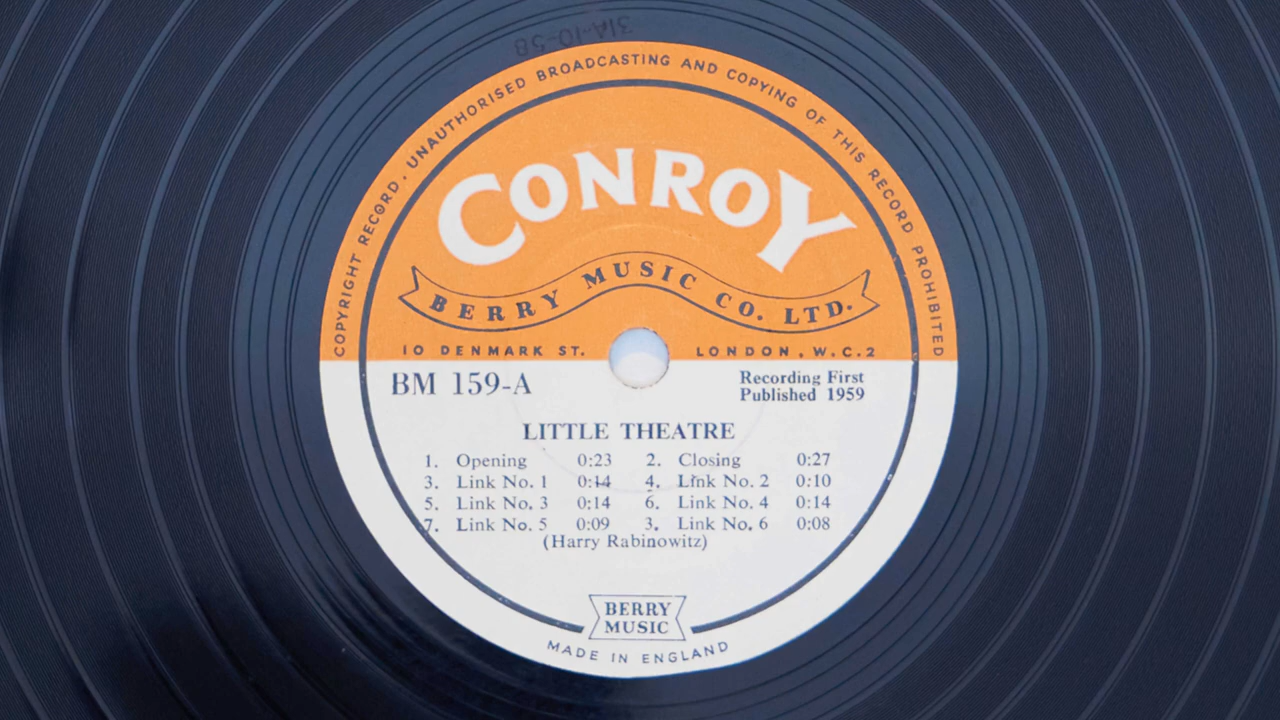 COPYRIGHT RECORD. UNAUTHORISED BROADCASTING AND COPYING OF THIS RECORD PROHIBITED
CONROY
BERRY MUSIC CO. LTD.
10 DENMARK ST. LONDON, W.C.2
BM 159-A
Recording First
Published 1959
LITTLE THEATRE
1. Opening 0:23 2. Closing 0:27
3. Link No. 1 0:14 4. Link No. 2 0:10
5. Link No. 3 0:14 6. Link No. 4 0:14
7. Link No. 5 0:09 3. Link No. 6 0:08
(Harry Rabinowitz)
BERRY
MUSIC
MADE IN ENGLAND